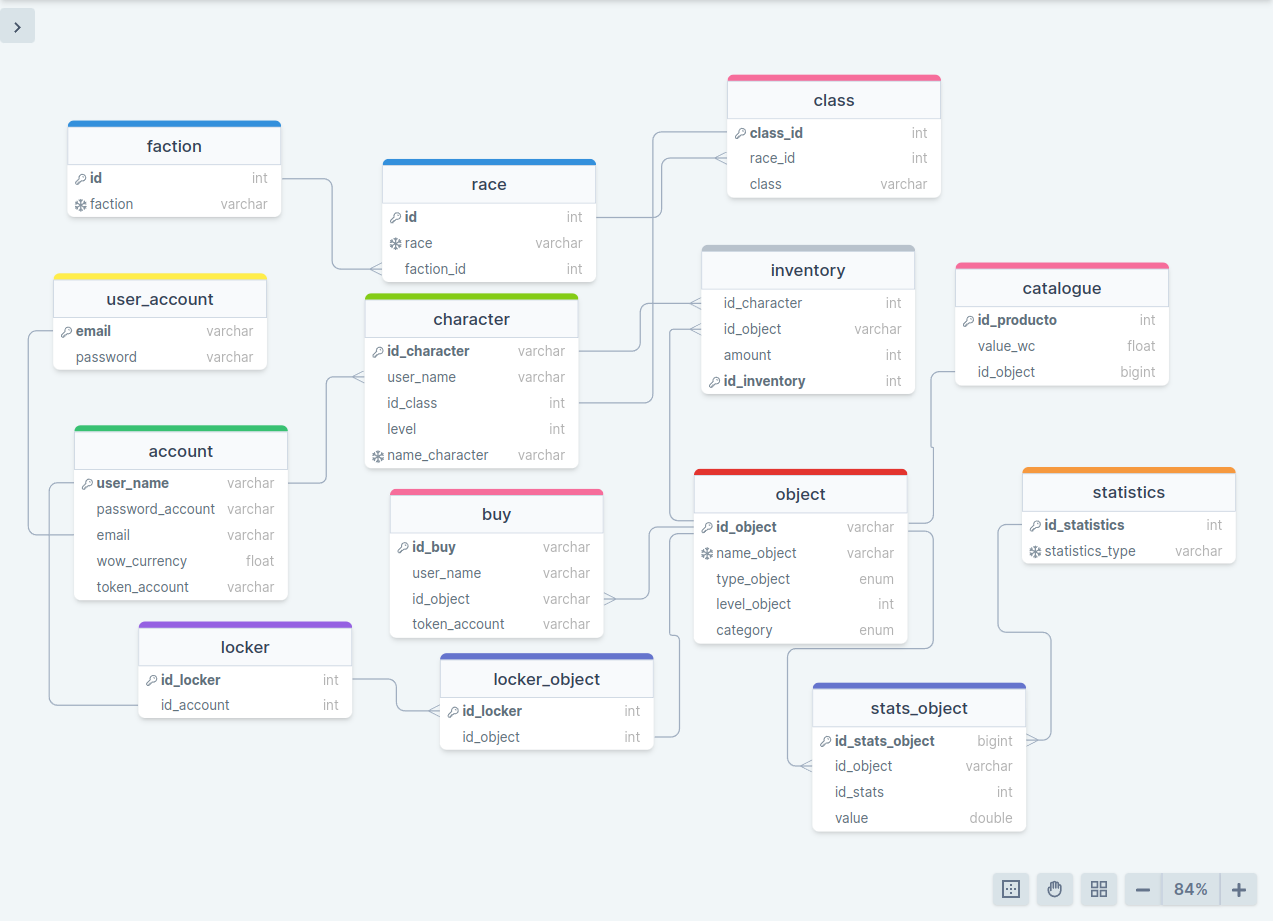 faction
id int
faction varchar
race
id int
race varchar
faction_id int
class
class_id int
race_id int
class varchar
user_account
email varchar
password varchar
character
id_character varchar
user_name varchar
id_class int
level int
name_character varchar
inventory
id_character int
id_object varchar
amount int
id_inventory int
catalogue
id_producto int
value_wc float
id_object bigint
account
user_name varchar
password_account varchar
email varchar
wow_currency float
token_account varchar
buy
id_buy varchar
user_name varchar
id_object varchar
token_account varchar
object
id_object varchar
name_object varchar
type_object enum
level_object int
category enum
statistics
id_statistics int
statistics_type varchar
locker
id_locker int
id_account int
locker_object
id_locker int
id_object int
stats_object
id_stats_object bigint
id_object varchar
id_stats int
value double
84%